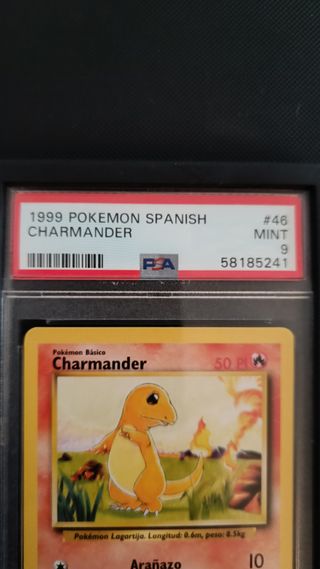 1999 POKEMON SPANISH #46
CHARMANDER MINT
9
PSA 58185241
Pokémon Básico
Charmander 50 PI
Pokémon Lagartija. Longitud: 0.6m, peso: 8.5kg
Arañazo 10